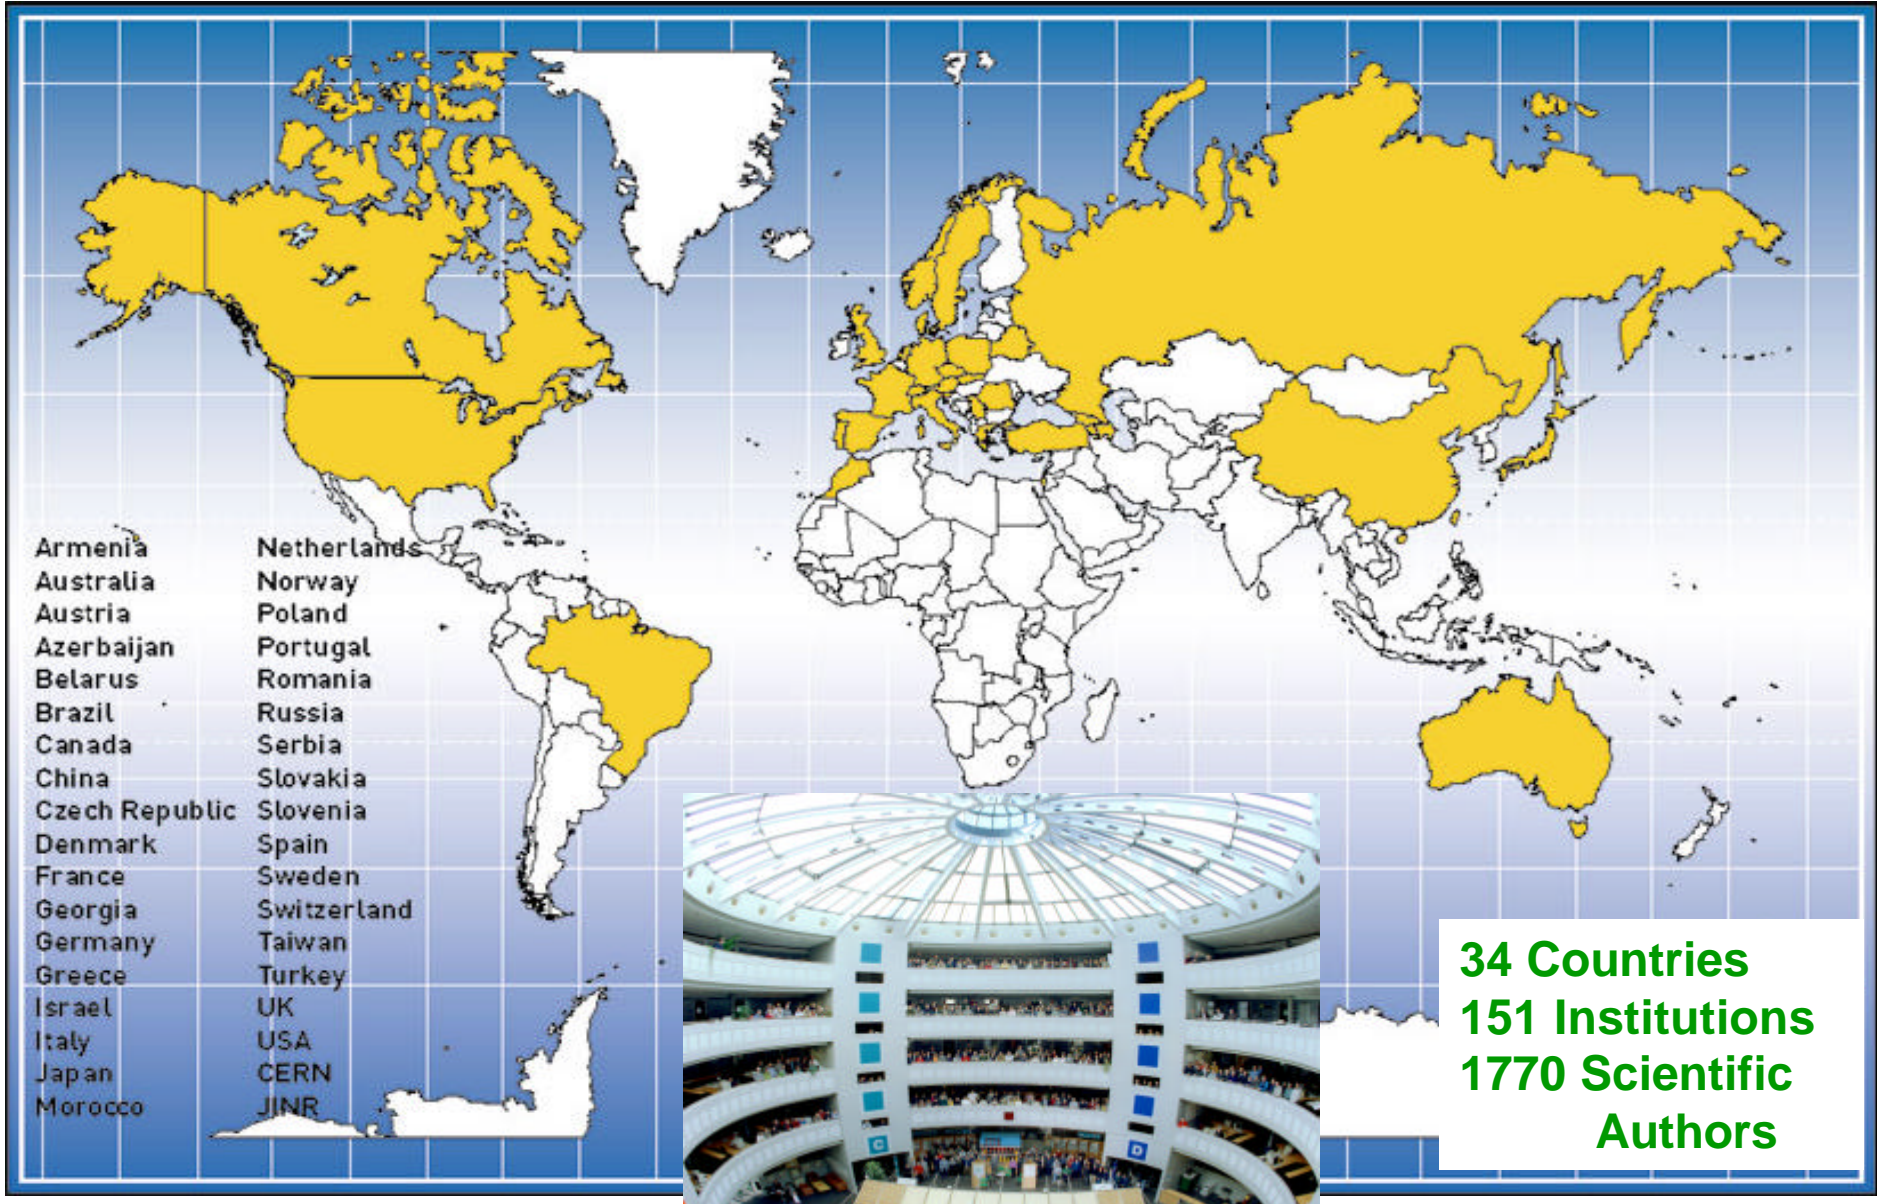 Armenia
Australia
Austria
Azerbaijan
Belarus
Brazil
Canada
China
Czech Republic
Denmark
France
Georgia
Germany
Greece
Israel
Italy
Japan
Morocco
Netherlands
Norway
Poland
Portugal
Romania
Russia
Serbia
Slovakia
Slovenia
Spain
Sweden
Switzerland
Taiwan
Turkey
UK
USA
CERN
JINR
C
D
34 Countries
151 Institutions
1770 Scientific
Authors